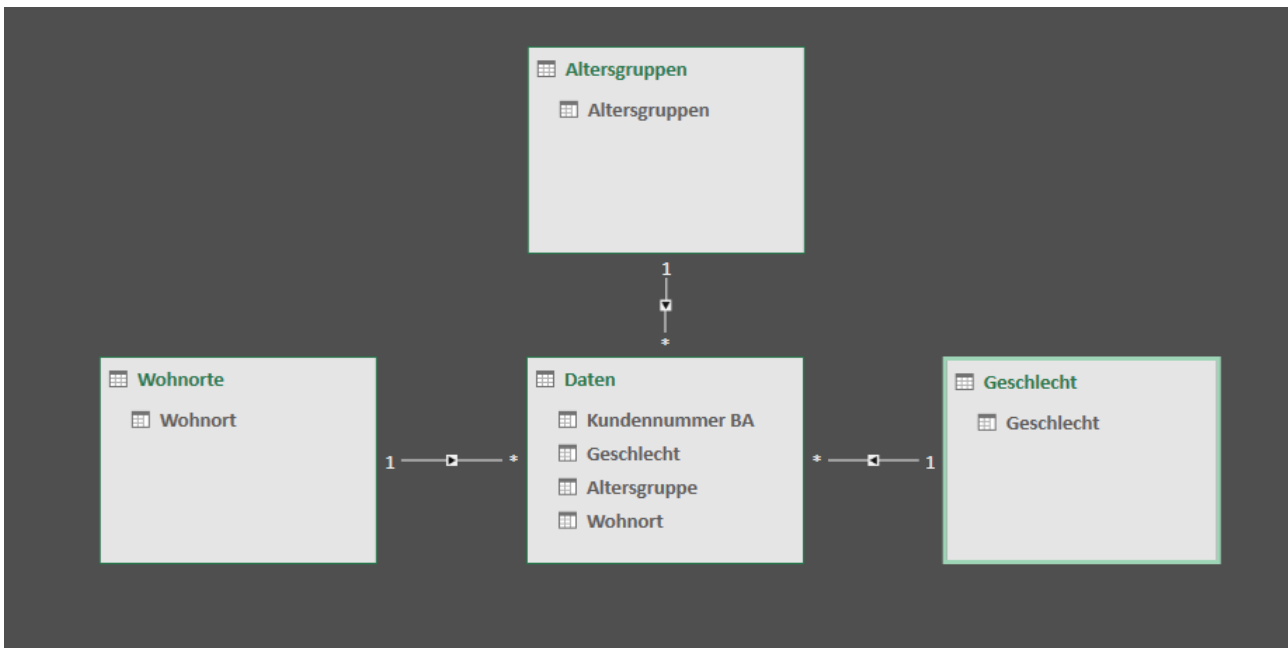 Altersgruppen
Altersgruppen
1
*
Wohnorte
Wohnort
1
*
Daten
Kundennummer BA
Geschlecht
Altersgruppe
Wohnort
*
1
Geschlecht
Geschlecht